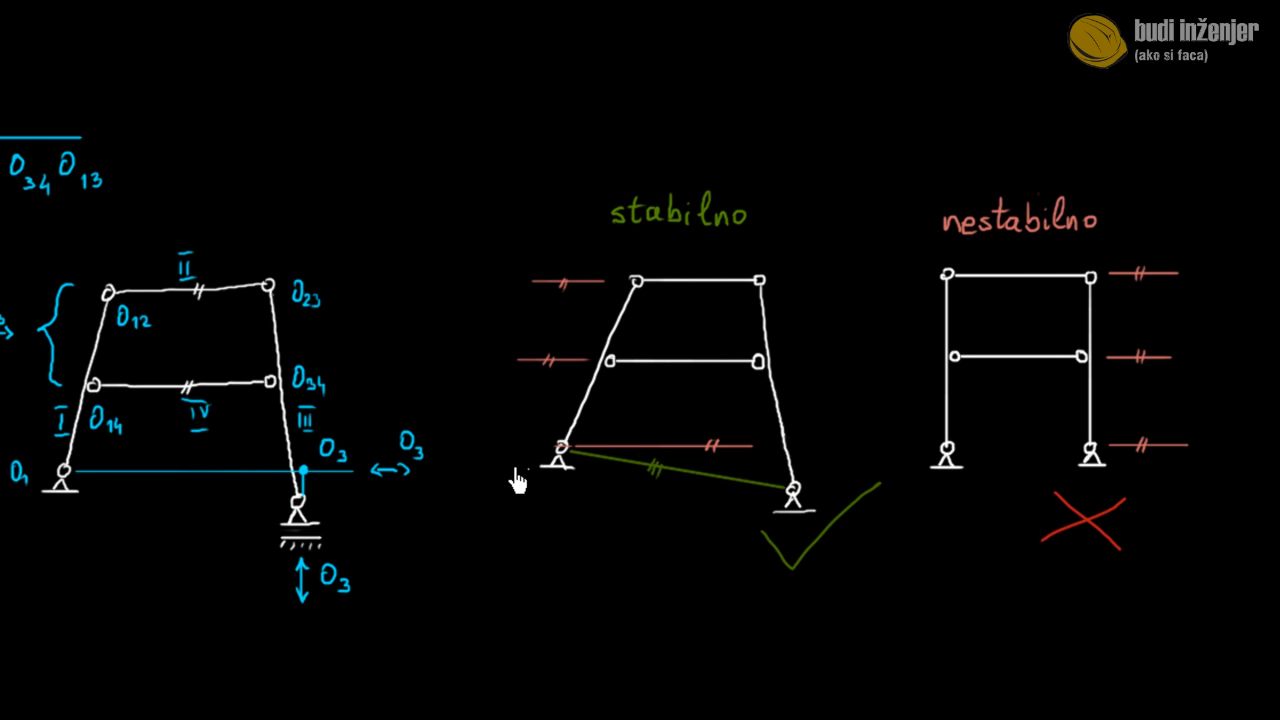 budi inženjer
(ako si faca)
O34 O13
stabilno
nestabilno
II
O12
O23
O34
I
O14
IV
III
O1
O3
O3
O3